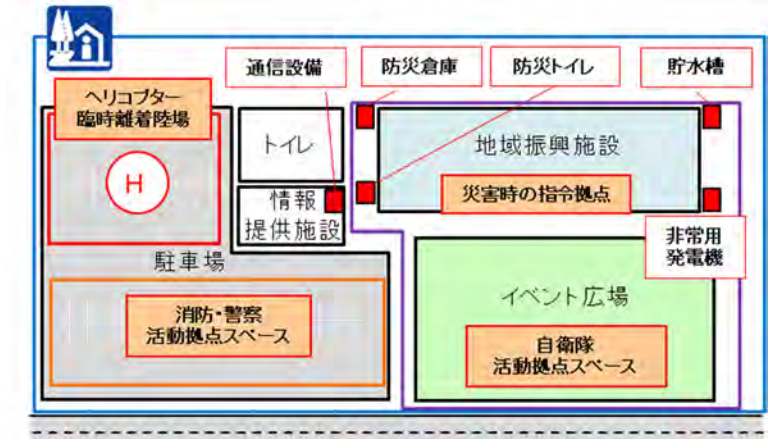 通信設備
防災倉庫
防災トイレ
貯水槽
ヘリコプター
臨時離着陸場
H
トイレ
情報
提供施設
地域振興施設
災害時の指令拠点
非常用
発電機
駐車場
消防・警察
活動拠点スペース
イベント広場
自衛隊
活動拠点スペース